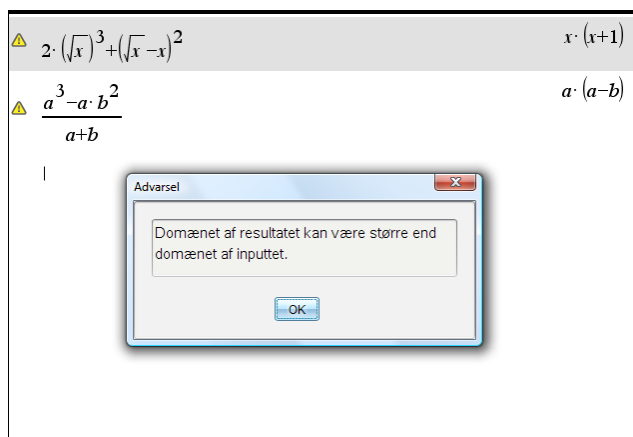 2·(√x)³+(√x−x)² x·(x+1)
a³−a·b² a·(a−b)
a+b
Advarsel
Domænet af resultatet kan være større end
domænet af inputtet.
OK